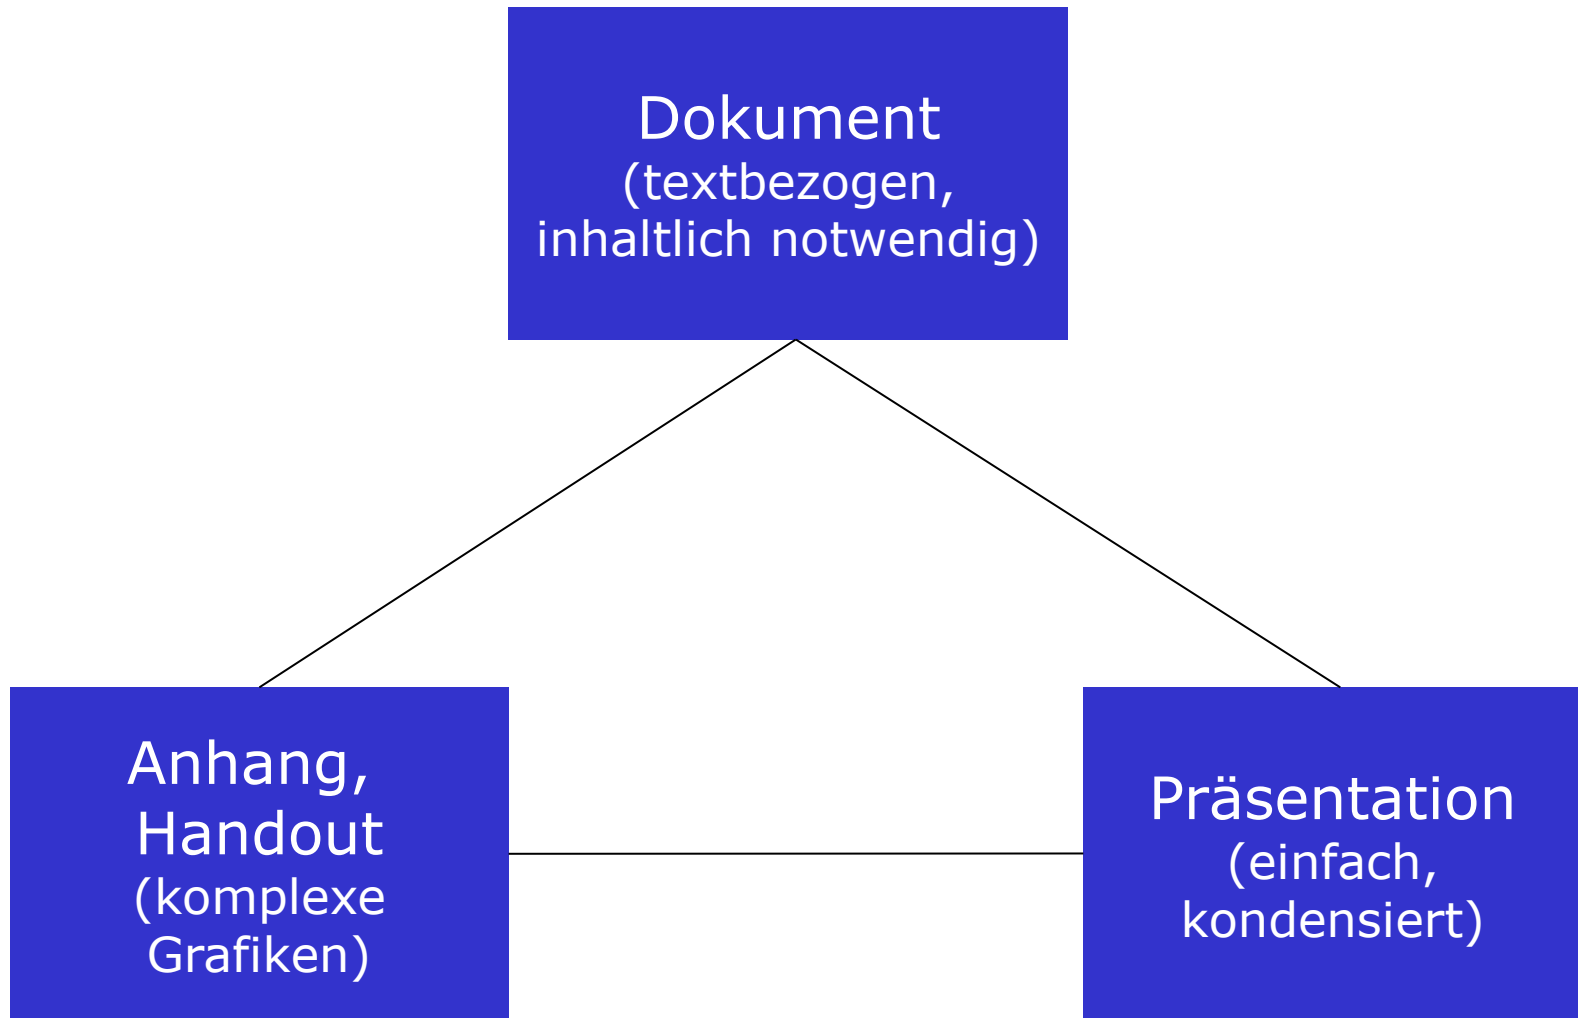 Dokument
(textbezogen,
inhaltlich notwendig)
Anhang,
Handout
(komplexe
Grafiken)
Präsentation
(einfach,
kondensiert)